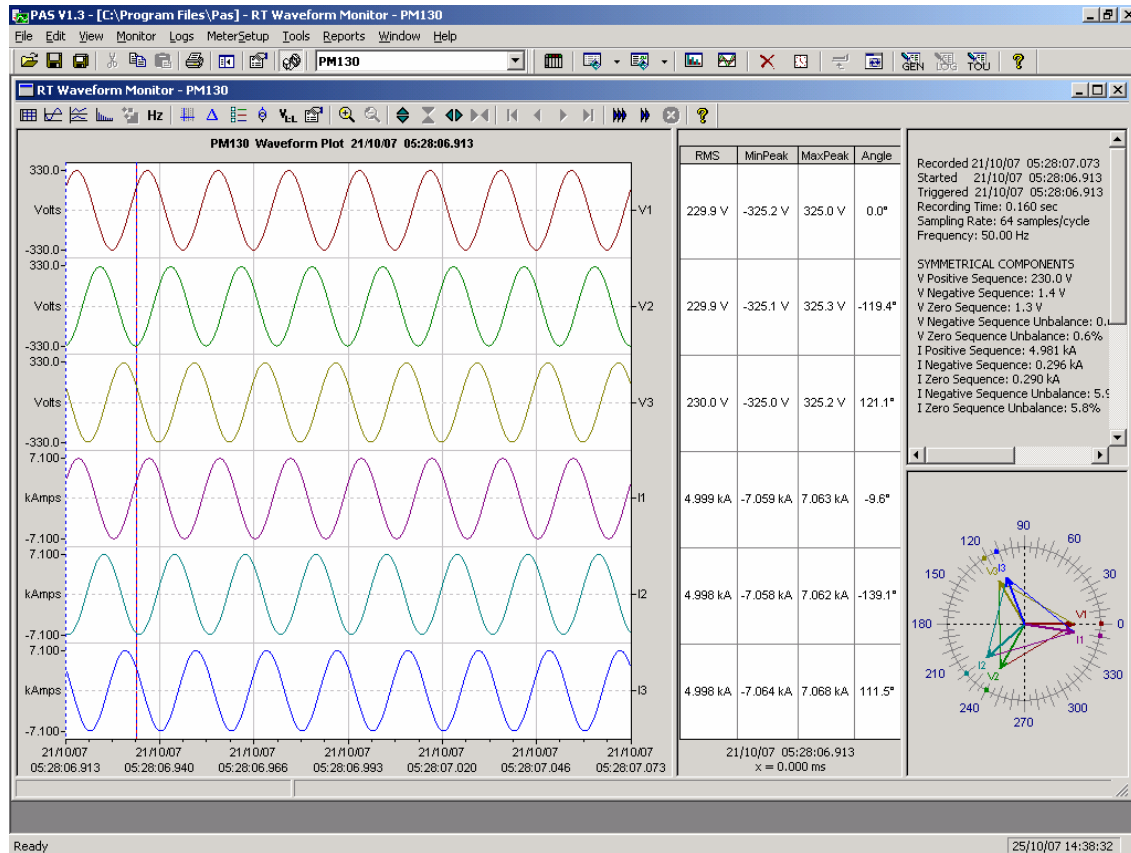 PAS V1.3 - [C:\Program Files\Pas] - RT Waveform Monitor - PM130
File Edit View Monitor Logs MeterSetup Tools Reports Window Help
PM130
GEN LOG TOU
RT Waveform Monitor - PM130
Hz Δ VLL
PM130 Waveform Plot 21/10/07 05:28:06.913
330.0
Volts
-330.0
V1
330.0
Volts
-330.0
V2
330.0
Volts
-330.0
V3
7.100
kAmps
-7.100
I1
7.100
kAmps
-7.100
I2
7.100
kAmps
-7.100
I3
21/10/07 21/10/07 21/10/07 21/10/07 21/10/07 21/10/07 21/10/07
05:28:06.913 05:28:06.940 05:28:06.966 05:28:06.993 05:28:07.020 05:28:07.046 05:28:07.073
RMS MinPeak MaxPeak Angle
229.9 V -325.2 V 325.0 V 0.0°
229.9 V -325.1 V 325.3 V -119.4°
230.0 V -325.0 V 325.2 V 121.1°
4.999 kA -7.059 kA 7.063 kA -9.6°
4.998 kA -7.058 kA 7.062 kA -139.1°
4.998 kA -7.064 kA 7.068 kA 111.5°
21/10/07 05:28:06.913
x = 0.000 ms
Recorded 21/10/07 05:28:07.073
Started 21/10/07 05:28:06.913
Triggered 21/10/07 05:28:06.913
Recording Time: 0.160 sec
Sampling Rate: 64 samples/cycle
Frequency: 50.00 Hz
SYMMETRICAL COMPONENTS
V Positive Sequence: 230.0 V
V Negative Sequence: 1.4 V
V Zero Sequence: 1.3 V
V Negative Sequence Unbalance: 0.
V Zero Sequence Unbalance: 0.6%
I Positive Sequence: 4.981 kA
I Negative Sequence: 0.296 kA
I Zero Sequence: 0.290 kA
I Negative Sequence Unbalance: 5.9
I Zero Sequence Unbalance: 5.8%
90
120 60
150 30
180 0
210 330
240 300
270
V3 I3
V1
I1
I2
V2
Ready
25/10/07 14:38:32